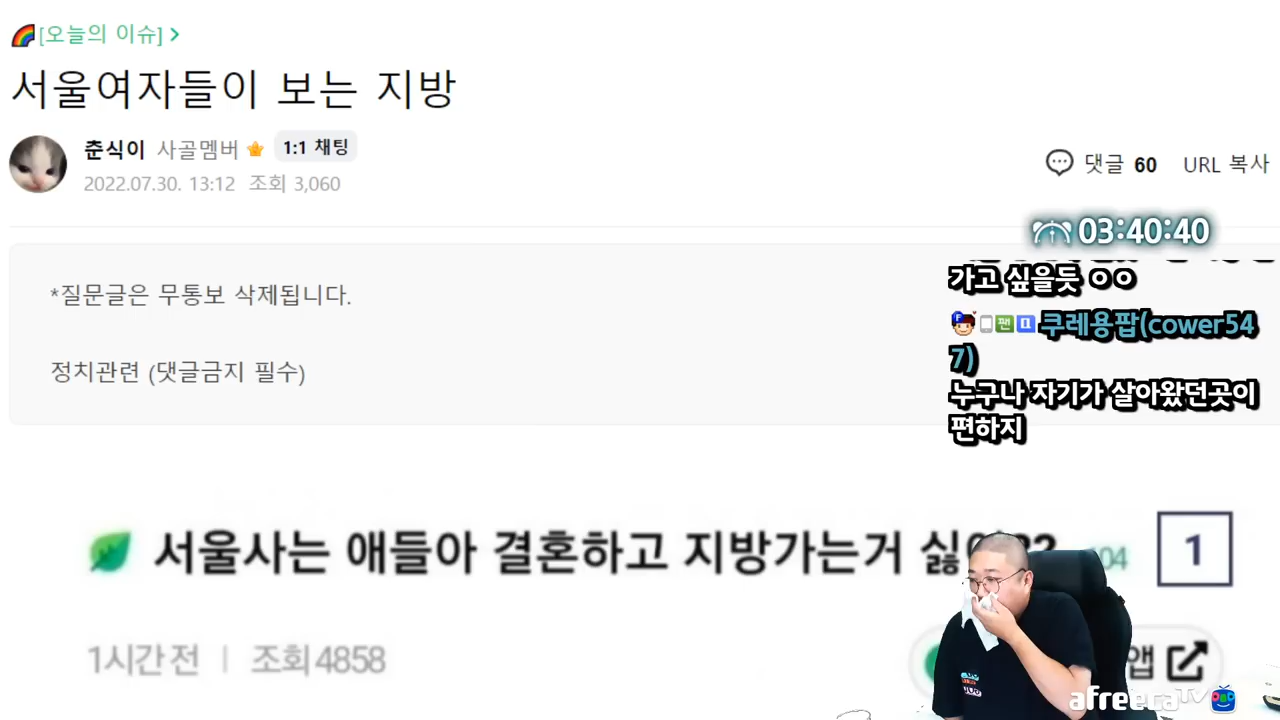 [오늘의 이슈] >
서울여자들이 보는 지방
춘식이 사골멤버 1:1 채팅
2022.07.30. 13:12 조회 3,060
댓글 60 URL 복사
03:40:40
*질문글은 무통보 삭제됩니다.
정치관련 (댓글금지 필수)
가고 싶을듯 ㅇㅇ
팬 쿠레용팝(cower54
7)
누구나 자기가 살아왔던곳이
편하지
서울사는 애들아 결혼하고 지방가는거
1
1시간 전 | 조회 4858
앱
afreecaTV